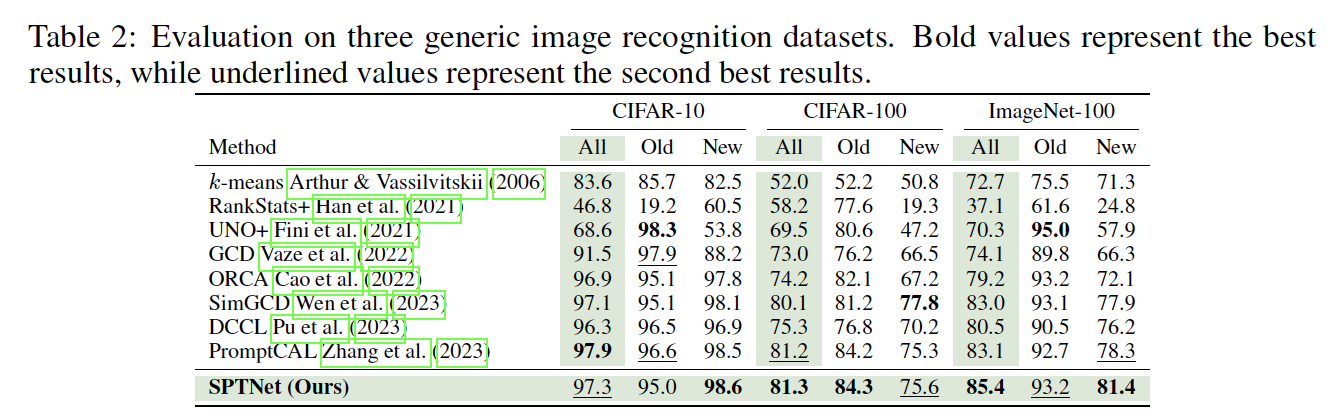 Table 2: Evaluation on three generic image recognition datasets. Bold values represent the best
results, while underlined values represent the second best results.
CIFAR-10 CIFAR-100 ImageNet-100
Method All Old New All Old New All Old New
k-means Arthur & Vassilvitskii (2006) 83.6 85.7 82.5 52.0 52.2 50.8 72.7 75.5 71.3
RankStats+ Han et al. (2021) 46.8 19.2 60.5 58.2 77.6 19.3 37.1 61.6 24.8
UNO+ Fini et al. (2021) 68.6 98.3 53.8 69.5 80.6 47.2 70.3 95.0 57.9
GCD Vaze et al. (2022) 91.5 97.9 88.2 73.0 76.2 66.5 74.1 89.8 66.3
ORCA Cao et al. (2022) 96.9 95.1 97.8 74.2 82.1 67.2 79.2 93.2 72.1
SimGCD Wen et al. (2023) 97.1 95.1 98.1 80.1 81.2 77.8 83.0 93.1 77.9
DCCL Pu et al. (2023) 96.3 96.5 96.9 75.3 76.8 70.2 80.5 90.5 76.2
PromptCAL Zhang et al. (2023) 97.9 96.6 98.5 81.2 84.2 75.3 83.1 92.7 78.3
SPTNet (Ours) 97.3 95.0 98.6 81.3 84.3 75.6 85.4 93.2 81.4